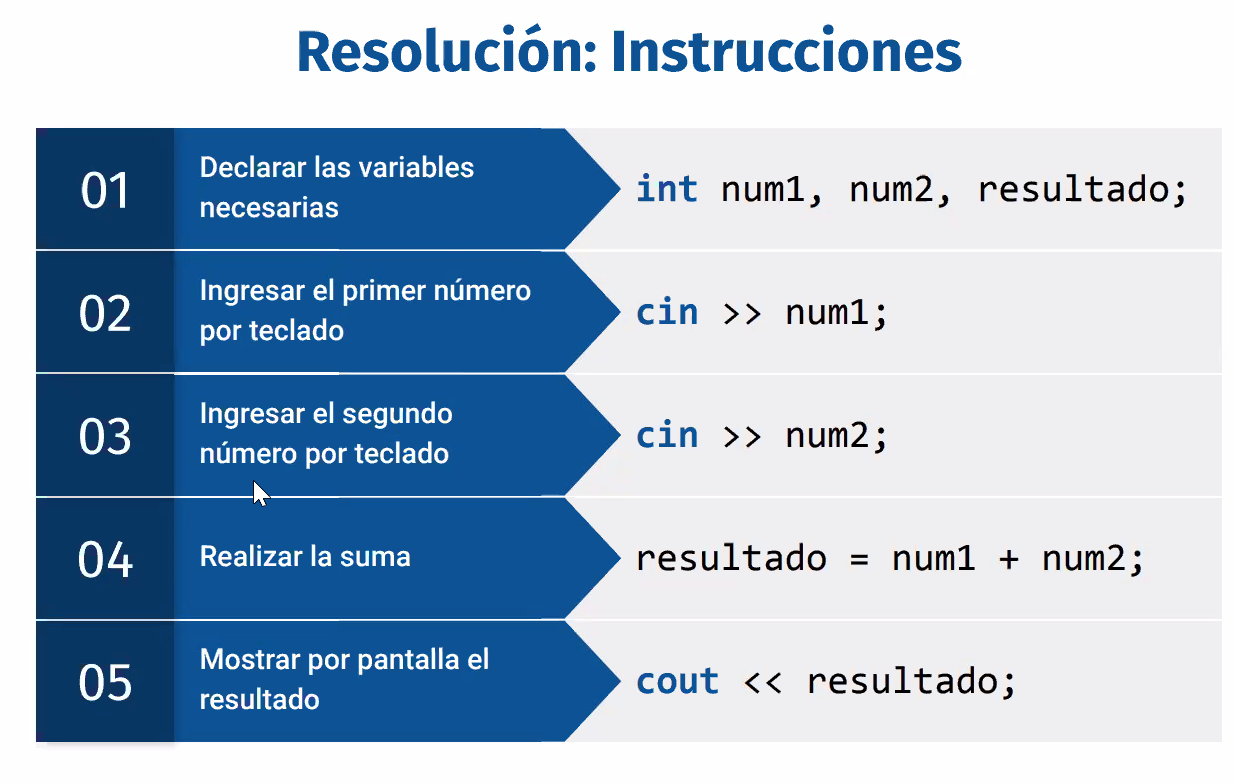 Resolución: Instrucciones
01
Declarar las variables
necesarias
int num1, num2, resultado;
02
Ingresar el primer número
por teclado
cin >> num1;
03
Ingresar el segundo
número por teclado
cin >> num2;
04
Realizar la suma
resultado = num1 + num2;
05
Mostrar por pantalla el
resultado
cout << resultado;